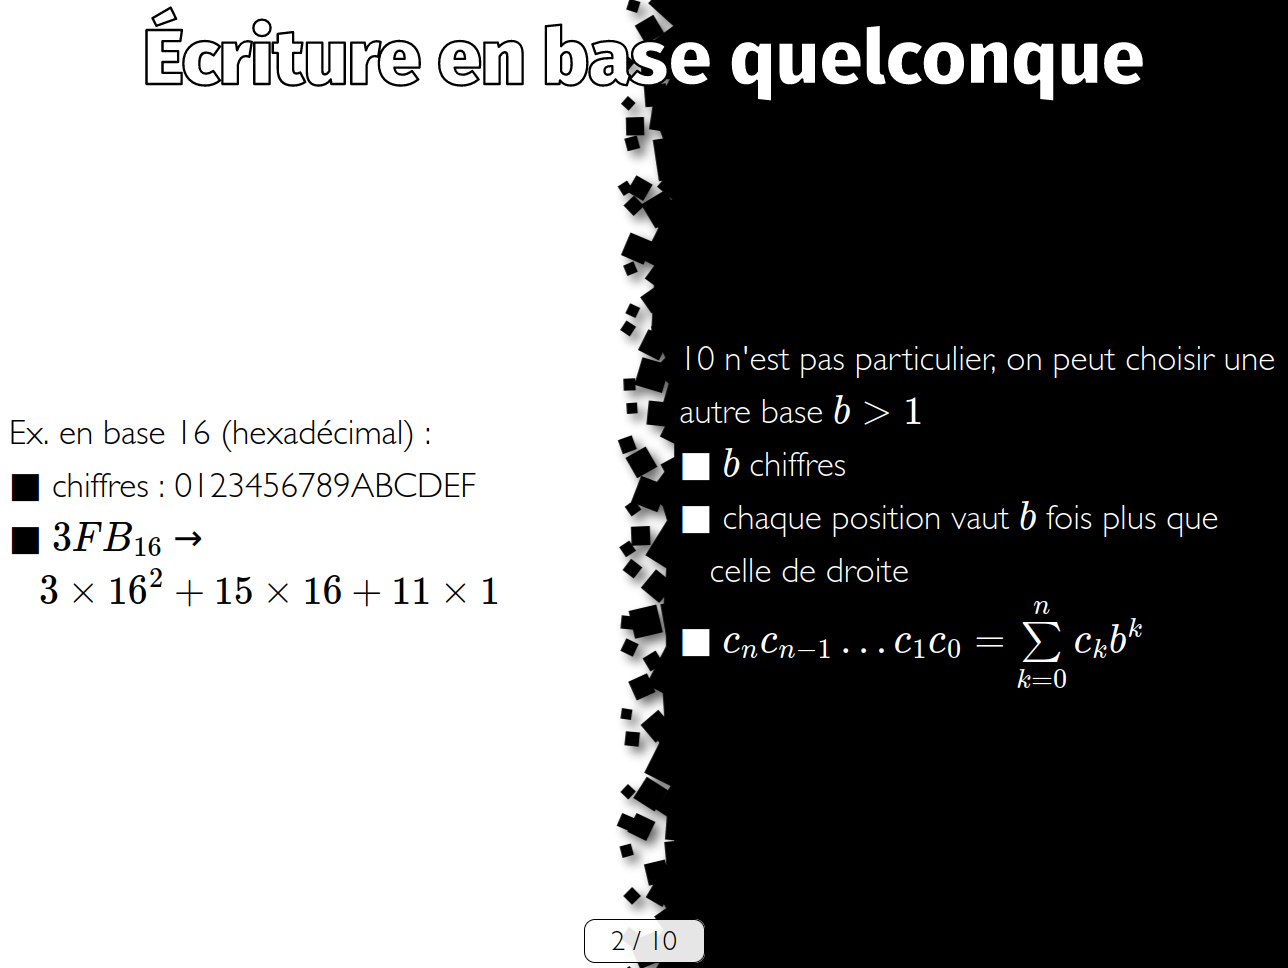 Écriture en base quelconque
Ex. en base 16 (hexadécimal) :
■ chiffres : 0123456789ABCDEF
■ 3FB₁₆ →
3 × 16² + 15 × 16 + 11 × 1
10 n'est pas particulier, on peut choisir une
autre base b > 1
■ b chiffres
■ chaque position vaut b fois plus que
celle de droite
■ cₙcₙ₋₁…c₁c₀ = ∑ₖ₌₀ⁿ cₖbᵏ
2 / 10